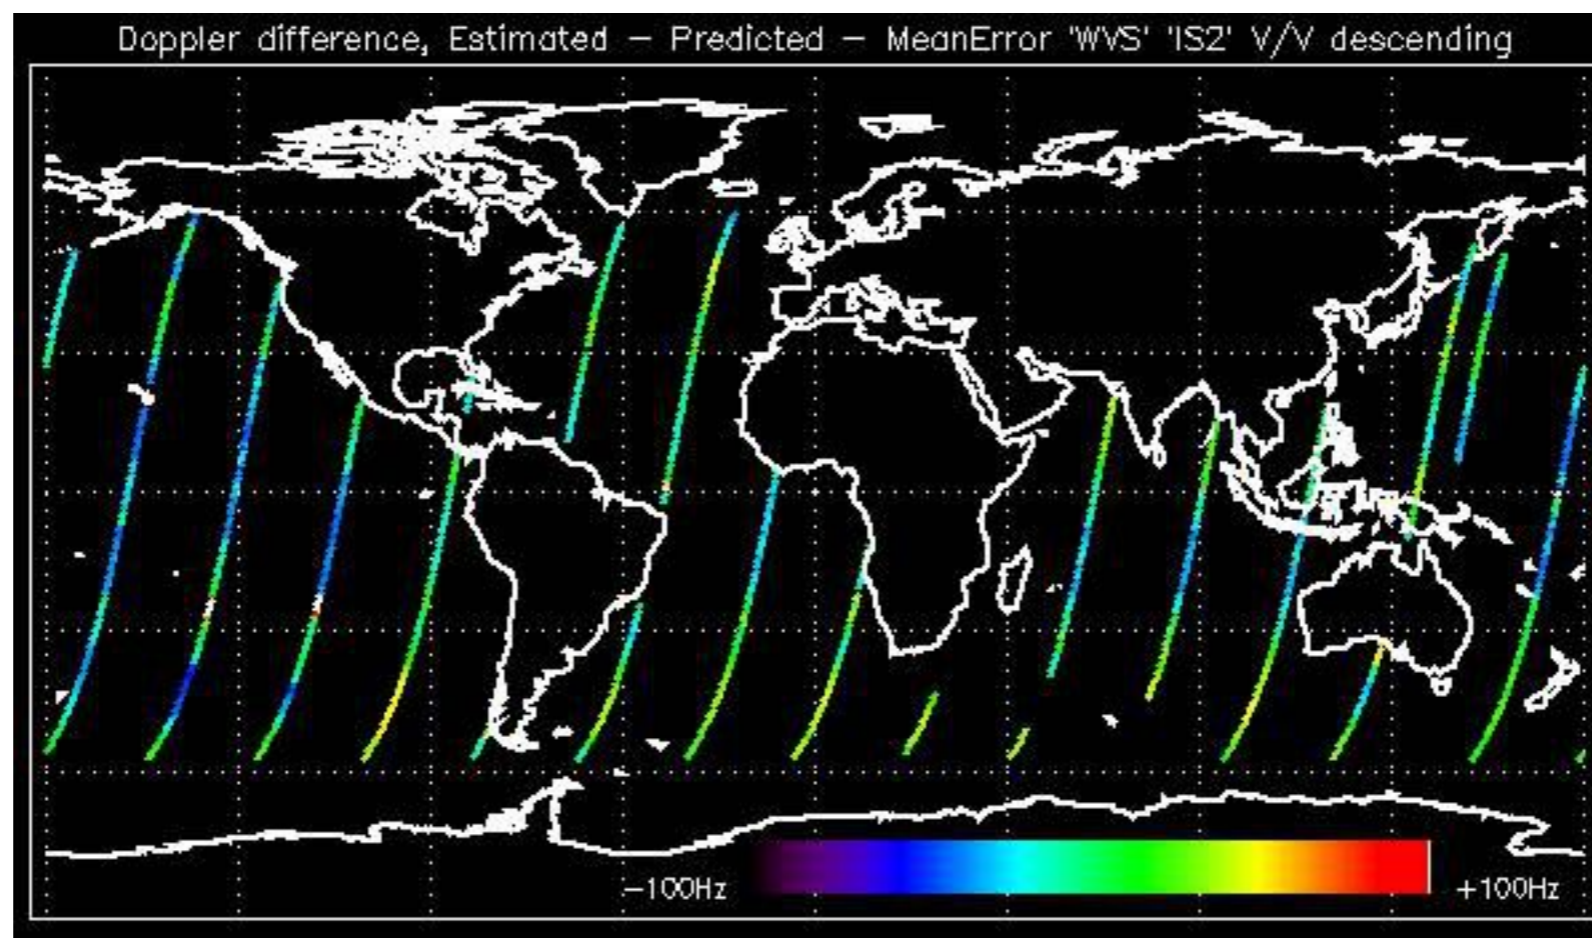 Doppler difference, Estimated − Predicted − MeanError 'WVS' 'IS2' V/V descending
−100Hz
+100Hz